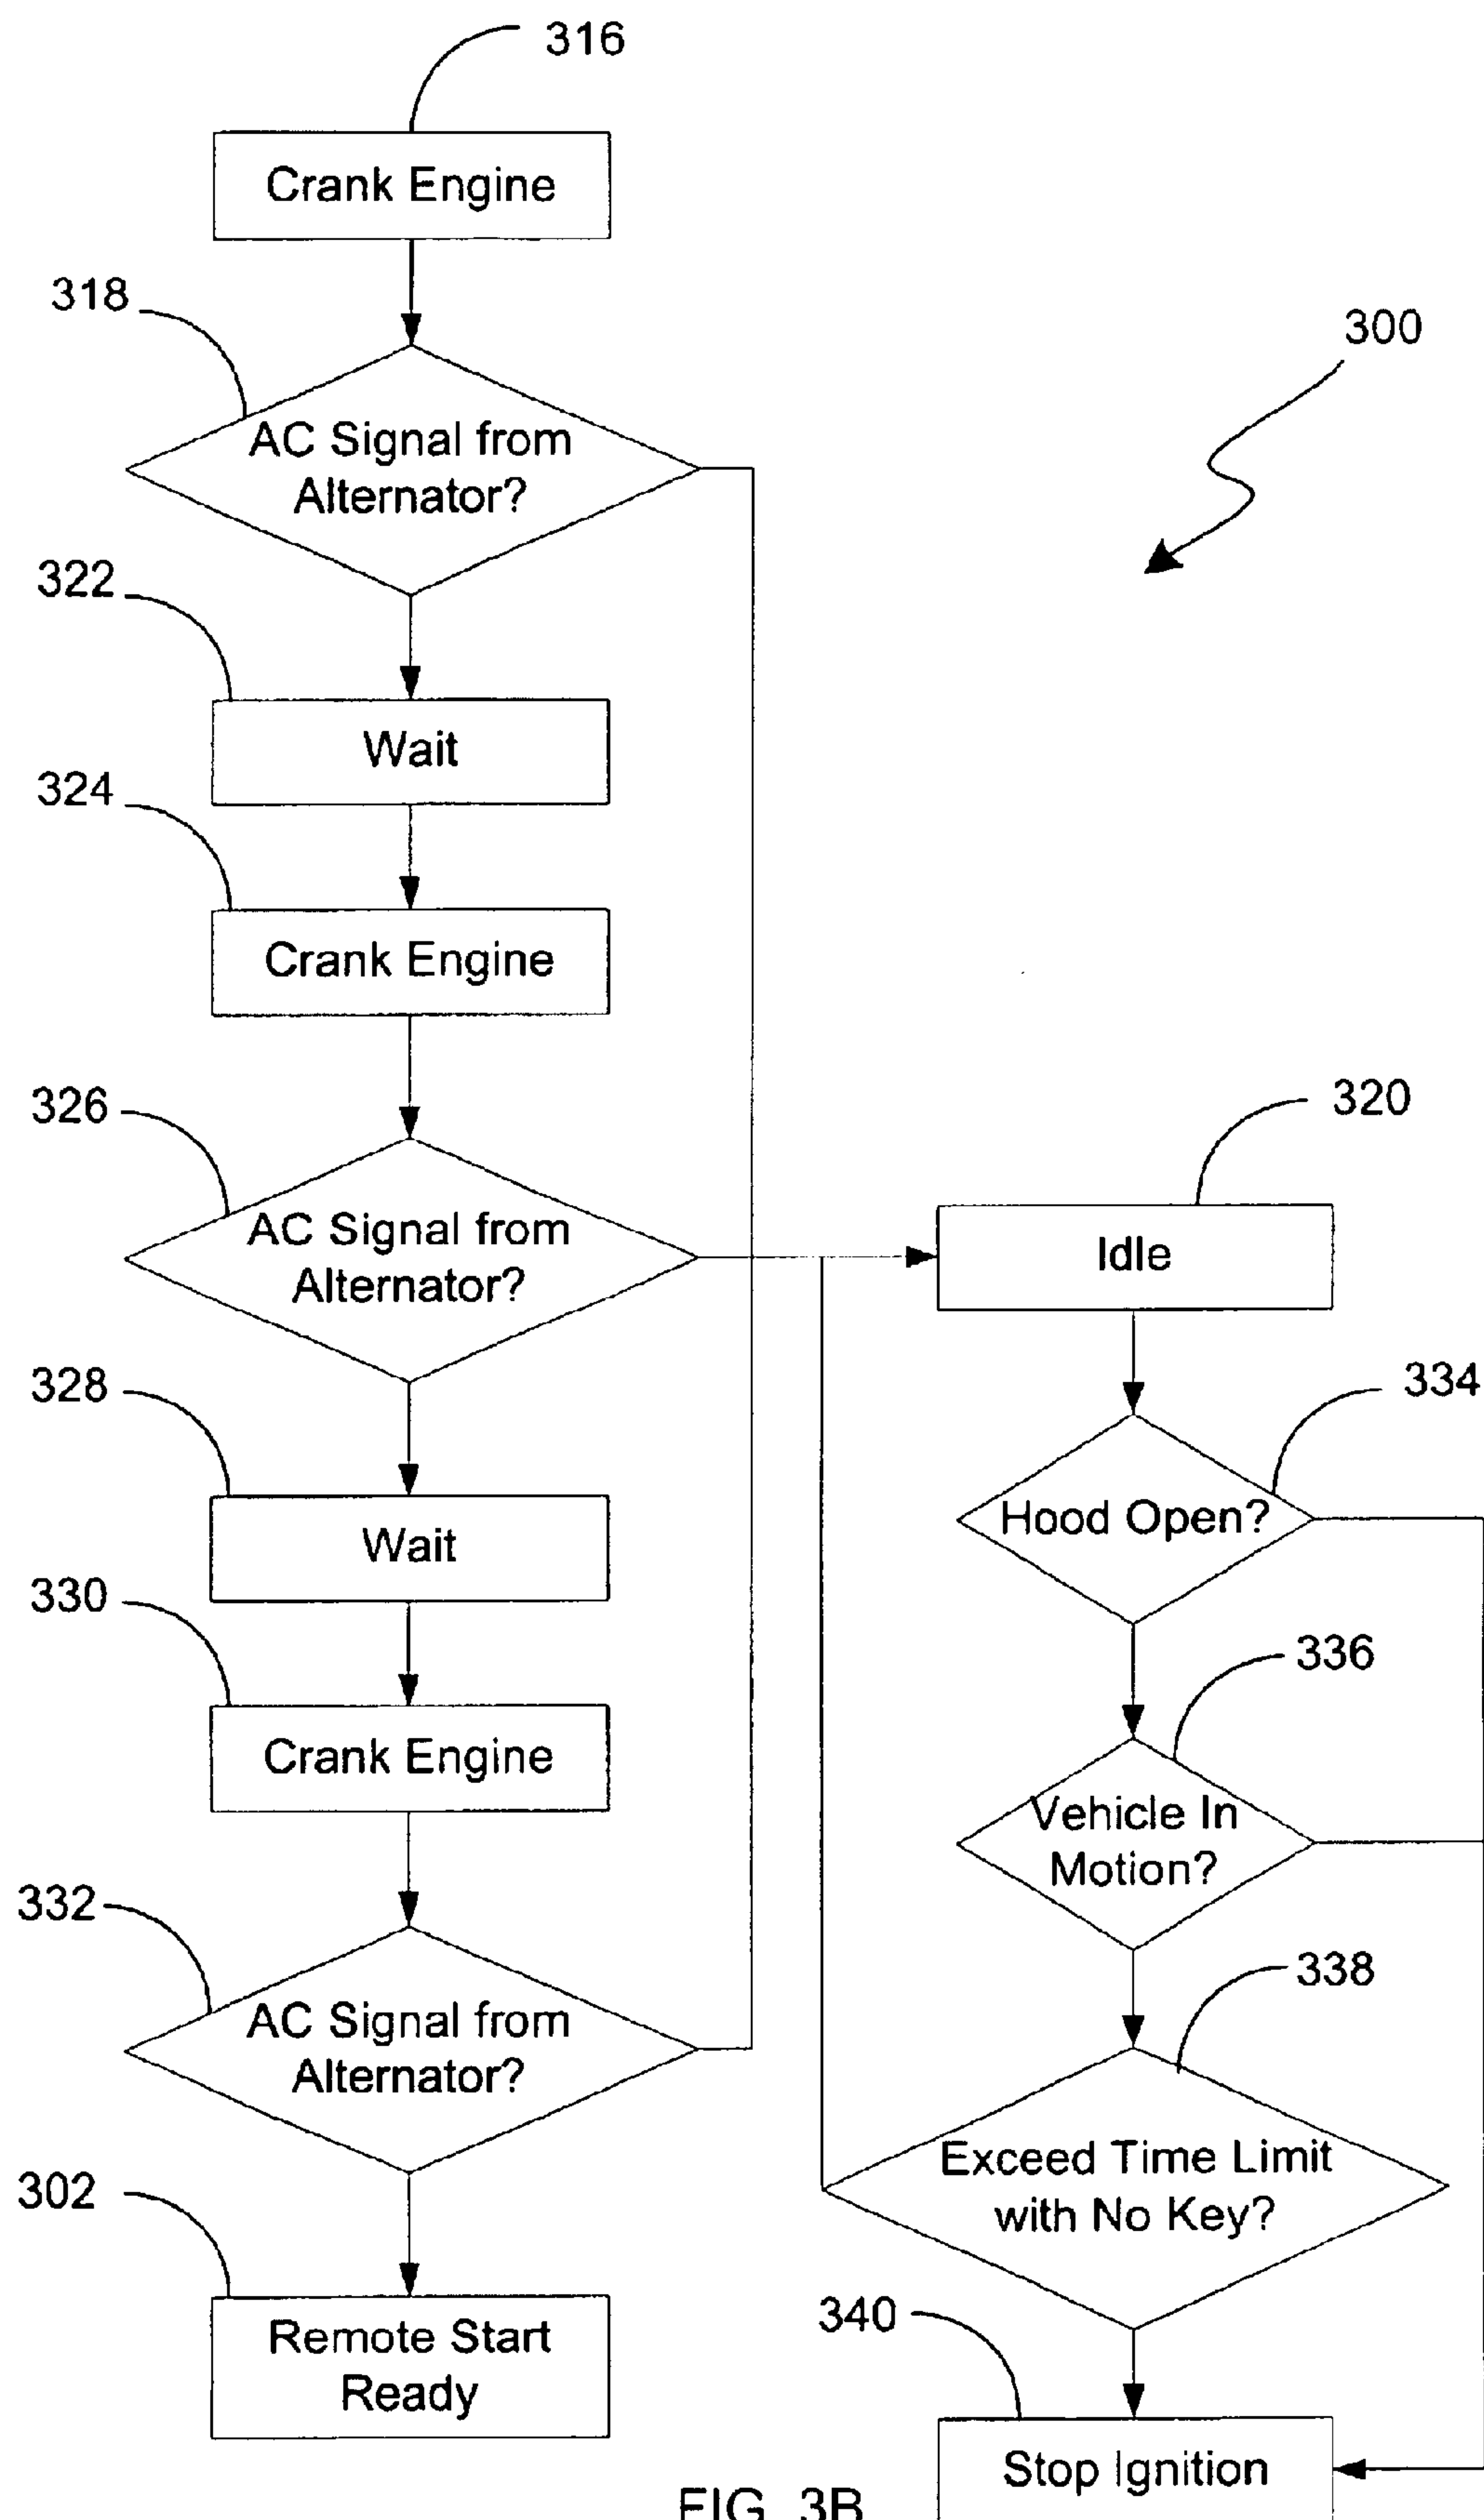 316
Crank Engine
318
300
AC Signal from
Alternator?
322
Wait
324
Crank Engine
326
320
AC Signal from
Alternator?
Idle
328
334
Hood Open?
Wait
330
336
Crank Engine
Vehicle In
Motion?
332
338
AC Signal from
Alternator?
302
Exceed Time Limit
with No Key?
340
Remote Start
Ready
Stop Ignition
FIG. 3B